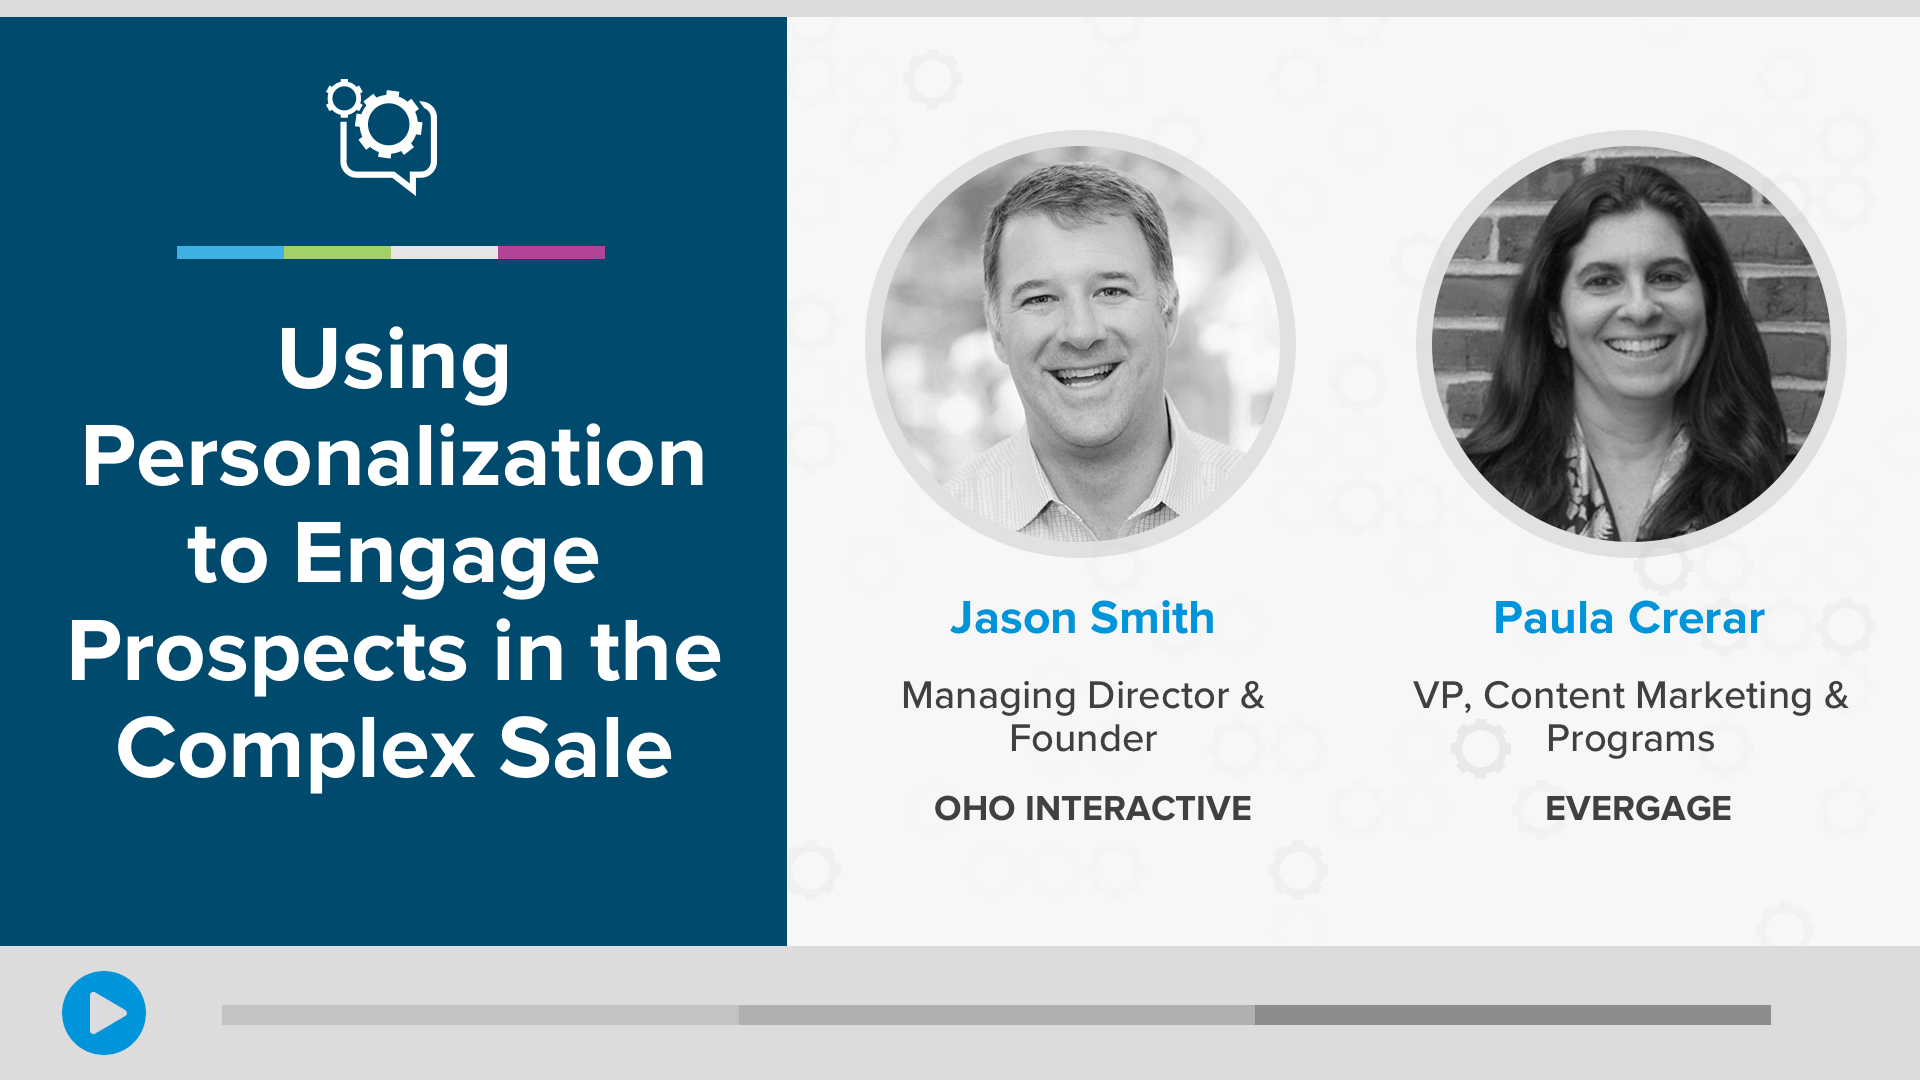 Using
Personalization
to Engage
Prospects in the
Complex Sale
Jason Smith
Managing Director &
Founder
OHO INTERACTIVE
Paula Crerar
VP, Content Marketing &
Programs
EVERGAGE